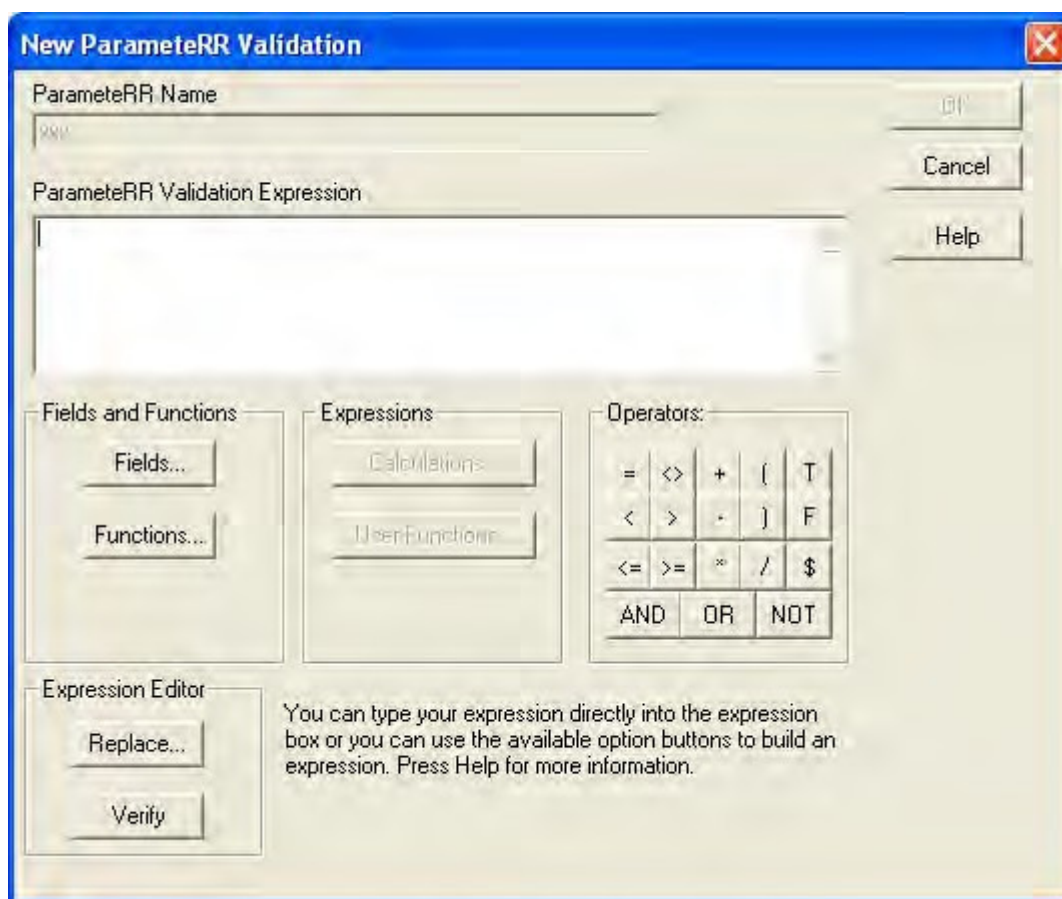 New ParameteRR Validation
ParameteRR Name
Cancel
ParameteRR Validation Expression
Help
Fields and Functions
Fields...
Functions...
Expressions
Calculations
UserFunctions
Operators:
= <> + ( T
< > - ) F
<= >= * / $
AND OR NOT
Expression Editor
Replace...
Verify
You can type your expression directly into the expression
box or you can use the available option buttons to build an
expression. Press Help for more information.